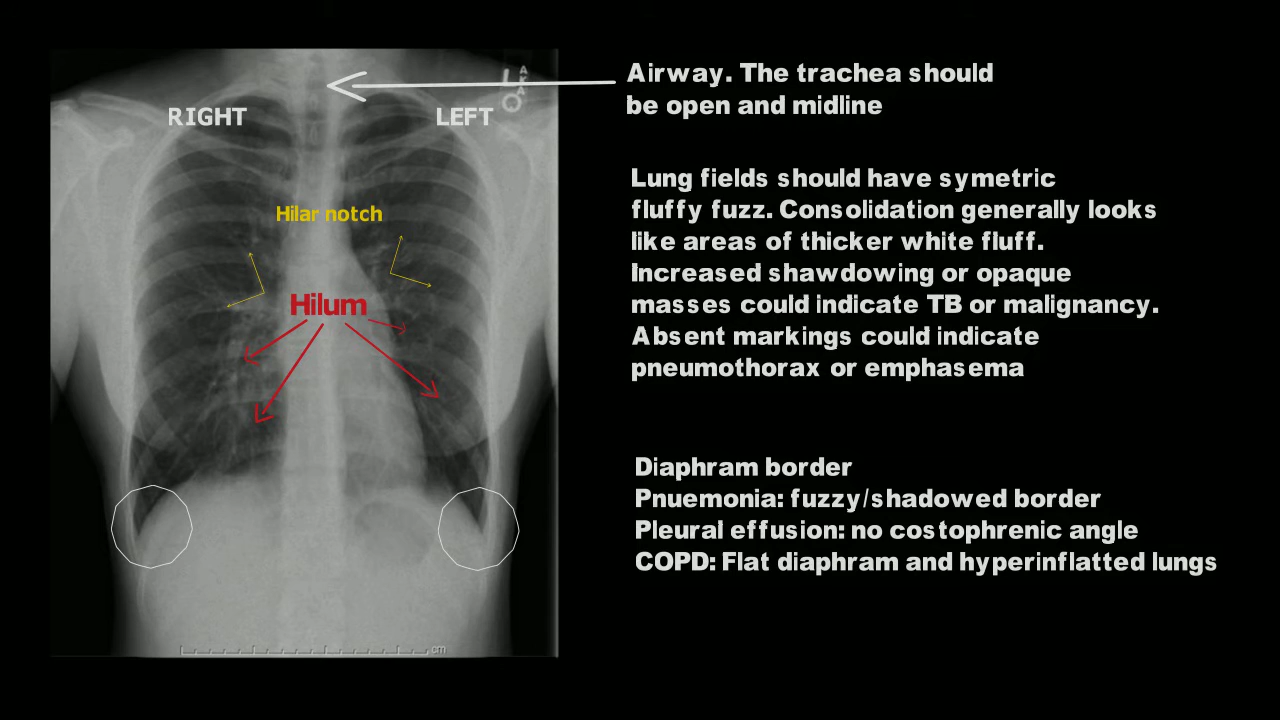 Airway. The trachea should
be open and midline
L
AKAO
RIGHT
LEFT
Lung fields should have symetric
fluffy fuzz. Consolidation generally looks
like areas of thicker white fluff.
Increased shawdowing or opaque
masses could indicate TB or malignancy.
Absent markings could indicate
pneumothorax or emphasema
Hilar notch
Hilum
Diaphram border
Pnuemonia: fuzzy/shadowed border
Pleural effusion: no costophrenic angle
COPD: Flat diaphram and hyperinflatted lungs
cm